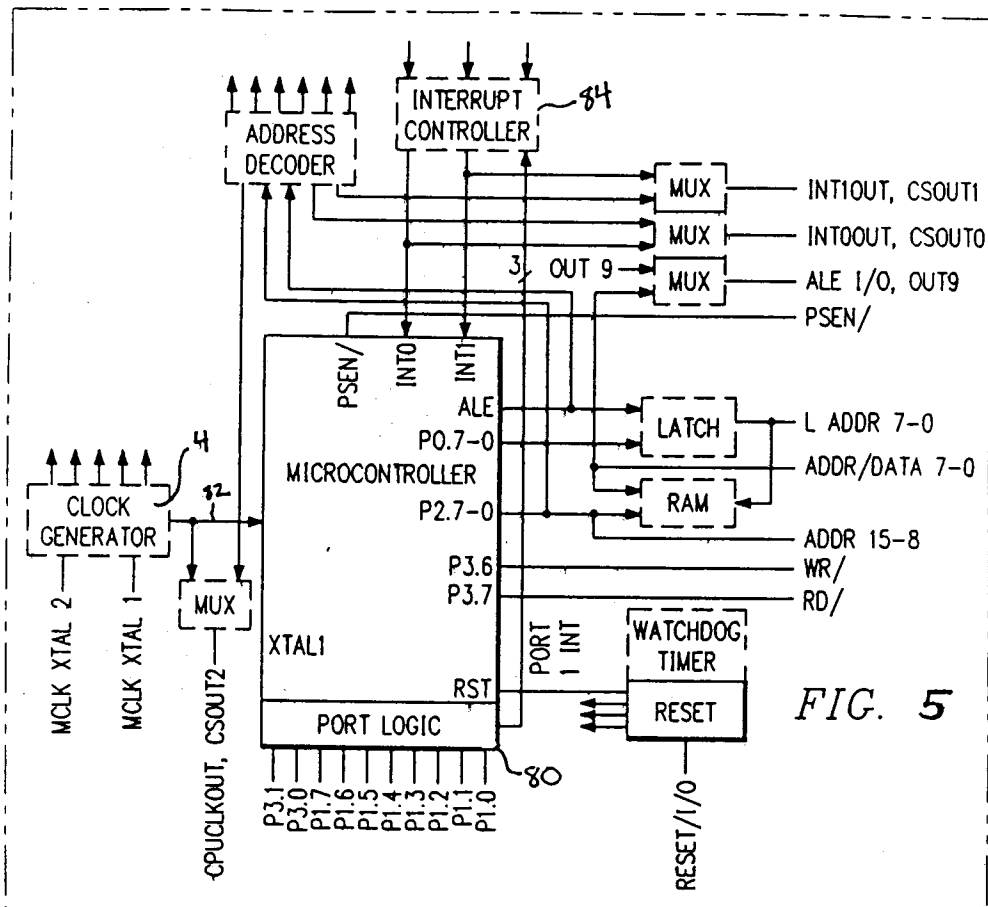 INTERRUPT
CONTROLLER
84
ADDRESS
DECODER
MUX
INT1OUT, CSOUT1
MUX
INT0OUT, CSOUT0
3
OUT 9
MUX
ALE I/O, OUT9
PSEN/
PSEN/
INT0
INT1
ALE
LATCH
L ADDR 7-0
P0.7-0
MICROCONTROLLER
ADDR/DATA 7-0
RAM
P2.7-0
ADDR 15-8
4
CLOCK
GENERATOR
82
P3.6
WR/
P3.7
RD/
MUX
XTAL1
PORT
1 INT
WATCHDOG
TIMER
MCLK XTAL 2
MCLK XTAL 1
CPUCLKOUT, CSOUT2
RST
RESET
FIG. 5
PORT LOGIC
80
P3.1
P3.0
P1.7
P1.6
P1.5
P1.4
P1.3
P1.2
P1.1
P1.0
RESET/I/O